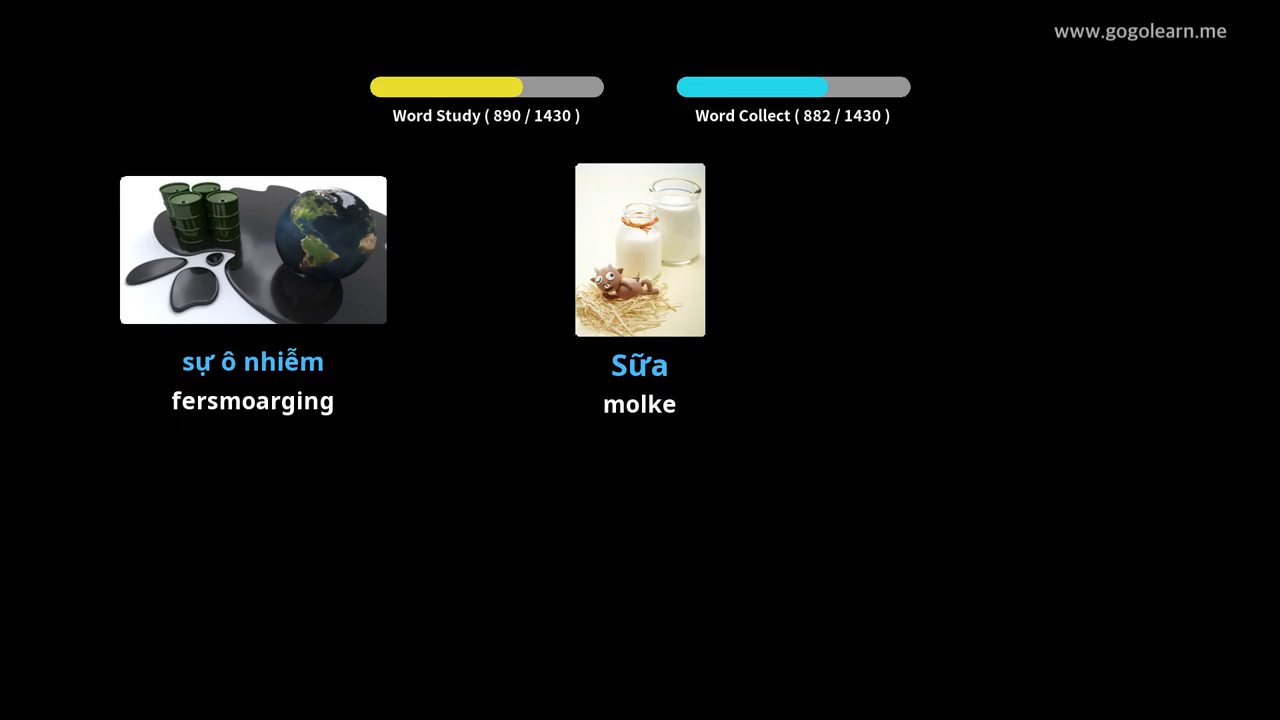 www.gogolearn.me
Word Study ( 890 / 1430 )
Word Collect ( 882 / 1430 )
sự ô nhiễm
fersmoarging
Sữa
molke